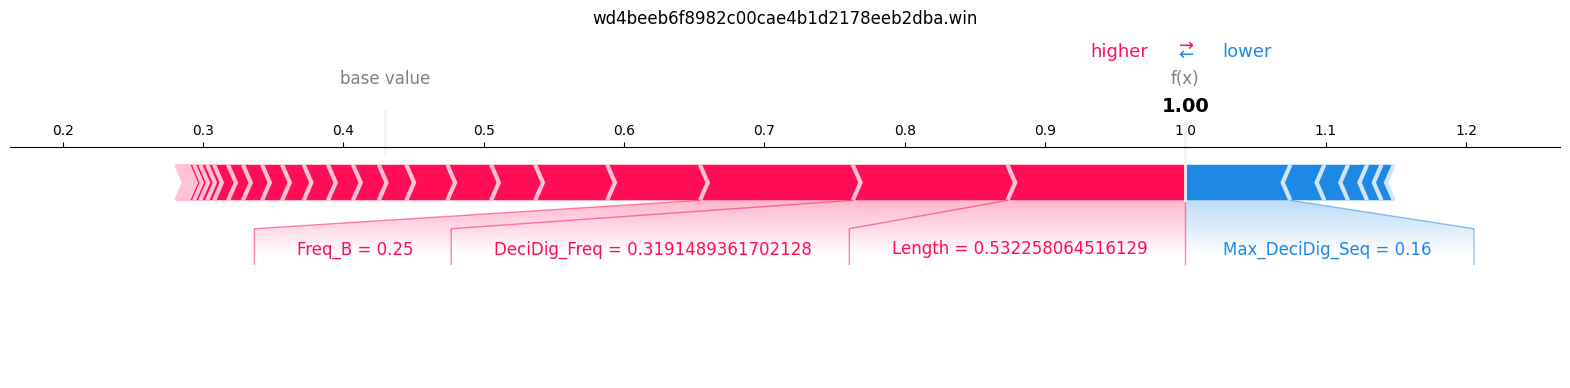 wd4beeb6f8982c00cae4b1d2178eeb2dba.win
higher → ← lower
base value f(x)
1.00
0.2 0.3 0.4 0.5 0.6 0.7 0.8 0.9 1.0 1.1 1.2
Freq_B = 0.25 DeciDig_Freq = 0.3191489361702128 Length = 0.532258064516129 Max_DeciDig_Seq = 0.16